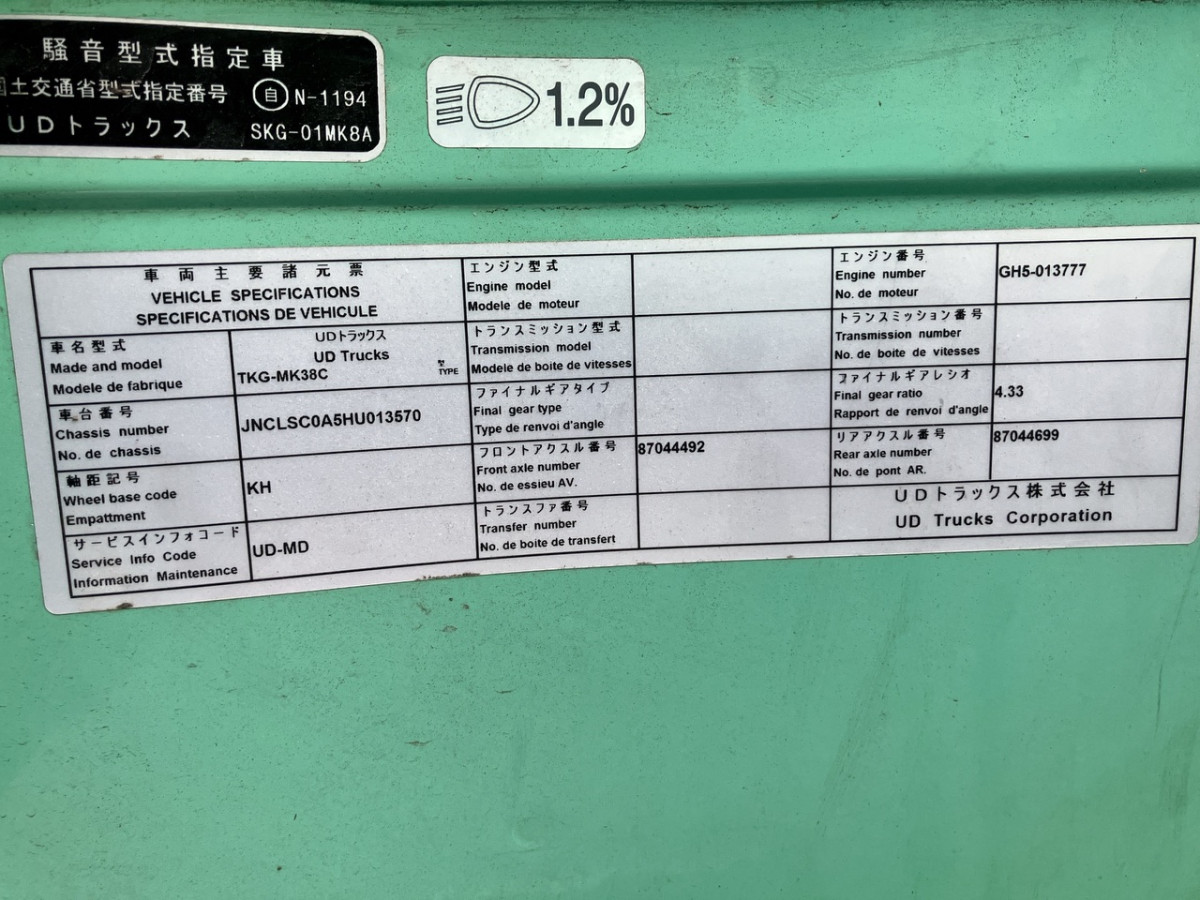 騒音型式指定車
国土交通省型式指定番号 自 N-1194
UDトラックス SKG-01MK8A
1.2%
車両主要諸元票
VEHICLE SPECIFICATIONS
SPECIFICATIONS DE VEHICULE
車名型式
Made and model
Modele de fabrique
UDトラックス
UD Trucks
TKG-MK38C
型
TYPE
車台番号
Chassis number
No. de chassis
JNCLSC0A5HU013570
軸距記号
Wheel base code
Empattment
KH
サービスインフォコード
Service Info Code
Information Maintenance
UD-MD
エンジン型式
Engine model
Modele de moteur
トランスミッション型式
Transmission model
Modele de boite de vitesses
ファイナルギアタイプ
Final gear type
Type de renvoi d'angle
フロントアクスル番号
Front axle number
No. de essieu AV.
87044492
トランスファ番号
Transfer number
No. de boite de transfert
エンジン番号
Engine number
No. de moteur
GH5-013777
トランスミッション番号
Transmission number
No. de boite de vitesses
ファイナルギアレシオ
Final gear ratio
Rapport de renvoi d'angle
4.33
リアアクスル番号
Rear axle number
No. de pont AR.
87044699
UDトラックス株式会社
UD Trucks Corporation